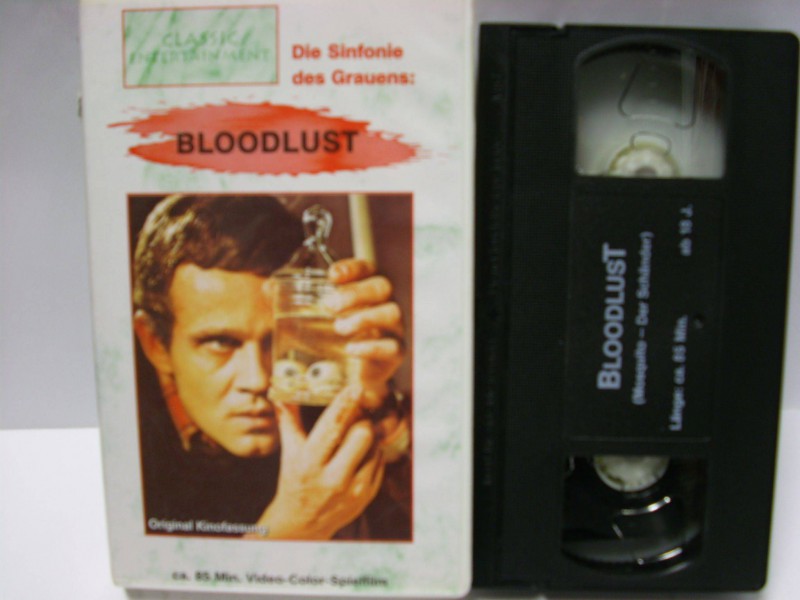 CLASSIC
ENTERTAINMENT
Die Sinfonie
des Grauens:
BLOODLUST
Original Kinofassung
ca. 85 Min. Video-Color-Spielfilm
BLOODLUST
(Mosquito – Der Schänder)
Länge: ca. 85 Min.
ab 18 J.